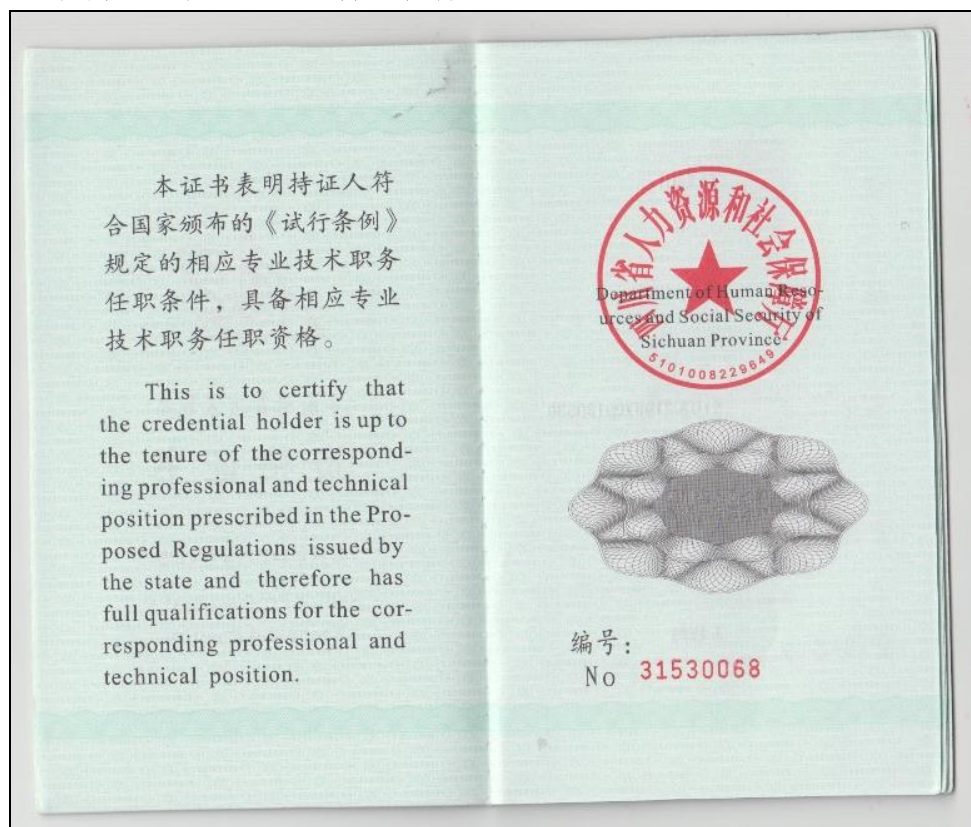 本证书表明持证人符
合国家颁布的《试行条例》
规定的相应专业技术职务
任职条件，具备相应专业
技术职务任职资格。
This is to certify that
the credential holder is up to
the tenure of the correspond-
ing professional and technical
position prescribed in the Pro-
posed Regulations issued by
the state and therefore has
full qualifications for the cor-
responding professional and
technical position.
四川省人力资源和社会保障厅
Department of Human Reso-
urces and Social Security of
Sichuan Province
5101008229649
编号：
No 31530068